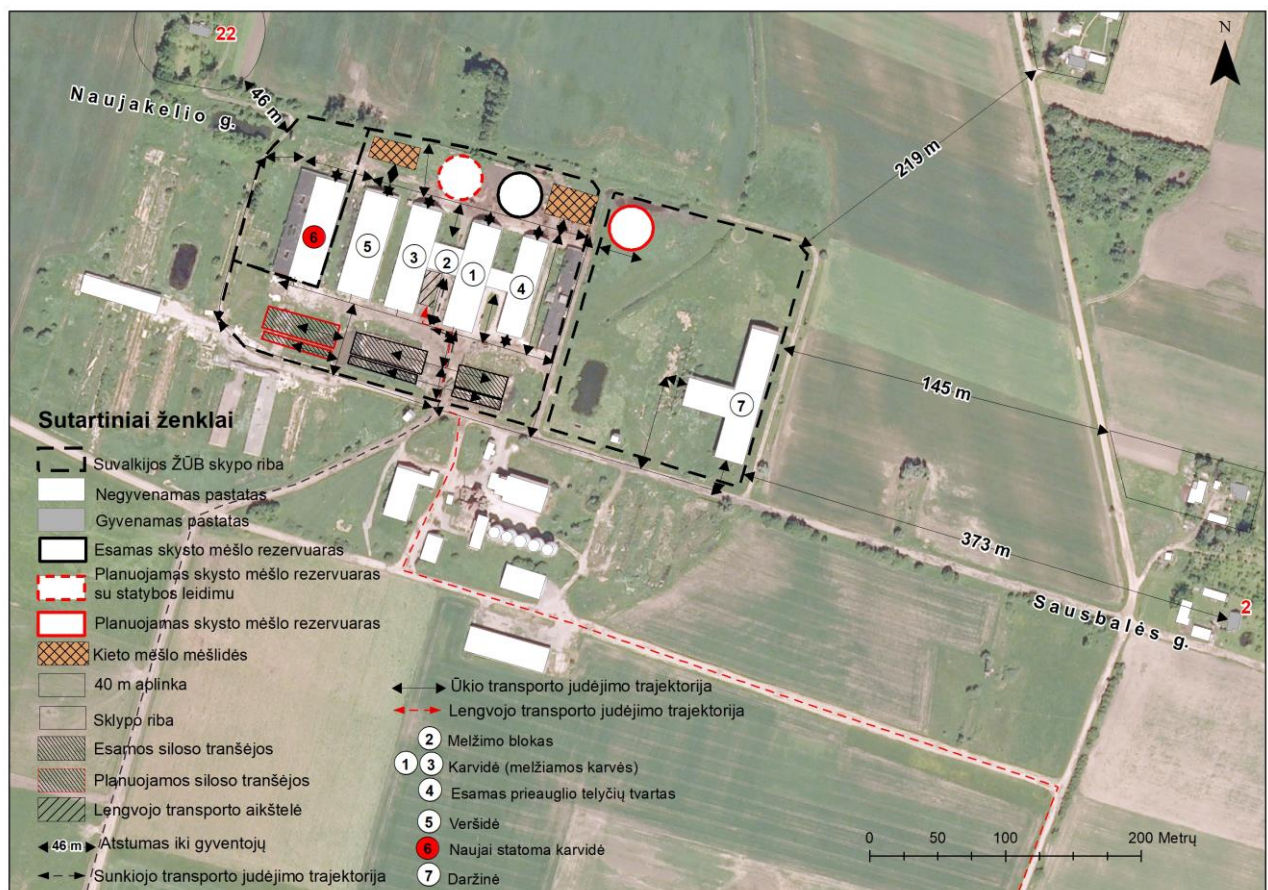 22
N
Naujakelio g.
46 m
219 m
6
5
3
2
1
4
7
145 m
373 m
Sausbalės g.
2
Sutartiniai ženklai
Suvalkijos ŽŪB skypo riba
Negyvenamas pastatas
Gyvenamas pastatas
Esamas skysto mėšlo rezervuaras
Planuojamas skysto mėšlo rezervuaras
su statybos leidimu
Planuojamas skysto mėšlo rezervuaras
Kieto mėšlo mėšlidės
40 m aplinka
Sklypo riba
Esamos siloso tranšėjos
Planuojamos siloso tranšėjos
Lengvojo transporto aikštelė
46 m Atstumas iki gyventojų
Sunkiojo transporto judėjimo trajektorija
Ūkio transporto judėjimo trajektorija
Lengvojo transporto judėjimo trajektorija
2 Melžimo blokas
1 3 Karvidė (melžiamos karvės)
4 Esamas prieauglio telyčių tvartas
5 Veršidė
6 Naujai statoma karvidė
7 Daržinė
0 50 100 200 Metrų